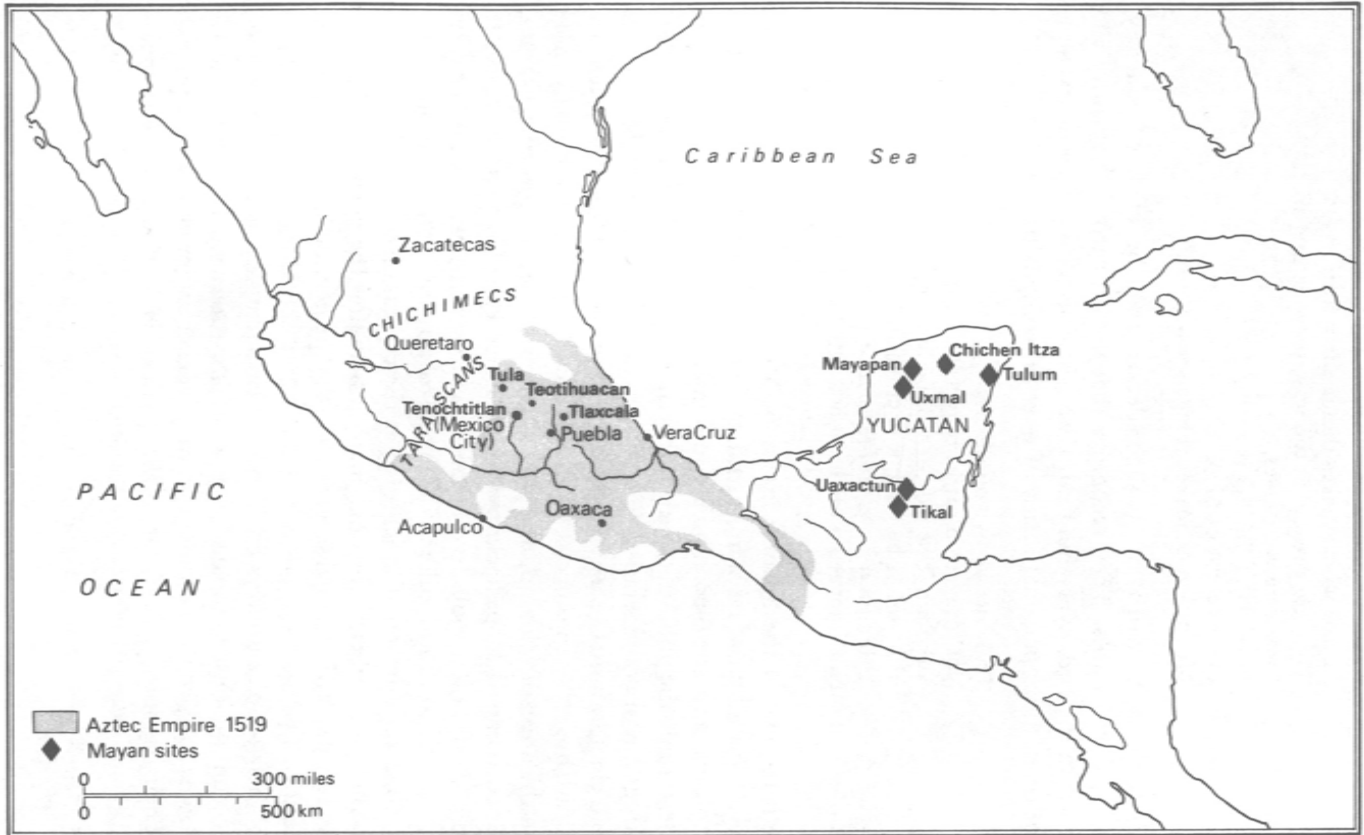 Caribbean Sea
Zacatecas
CHICHIMECS
Queretaro
TARASCANS
Tula
Teotihuacan
Tenochtitlan
(Mexico
City)
Tlaxcala
Puebla
VeraCruz
Mayapan
Chichen Itza
Tulum
Uxmal
YUCATAN
Uaxactun
Tikal
PACIFIC
OCEAN
Acapulco
Oaxaca
Aztec Empire 1519
Mayan sites
0 300 miles
0 500 km